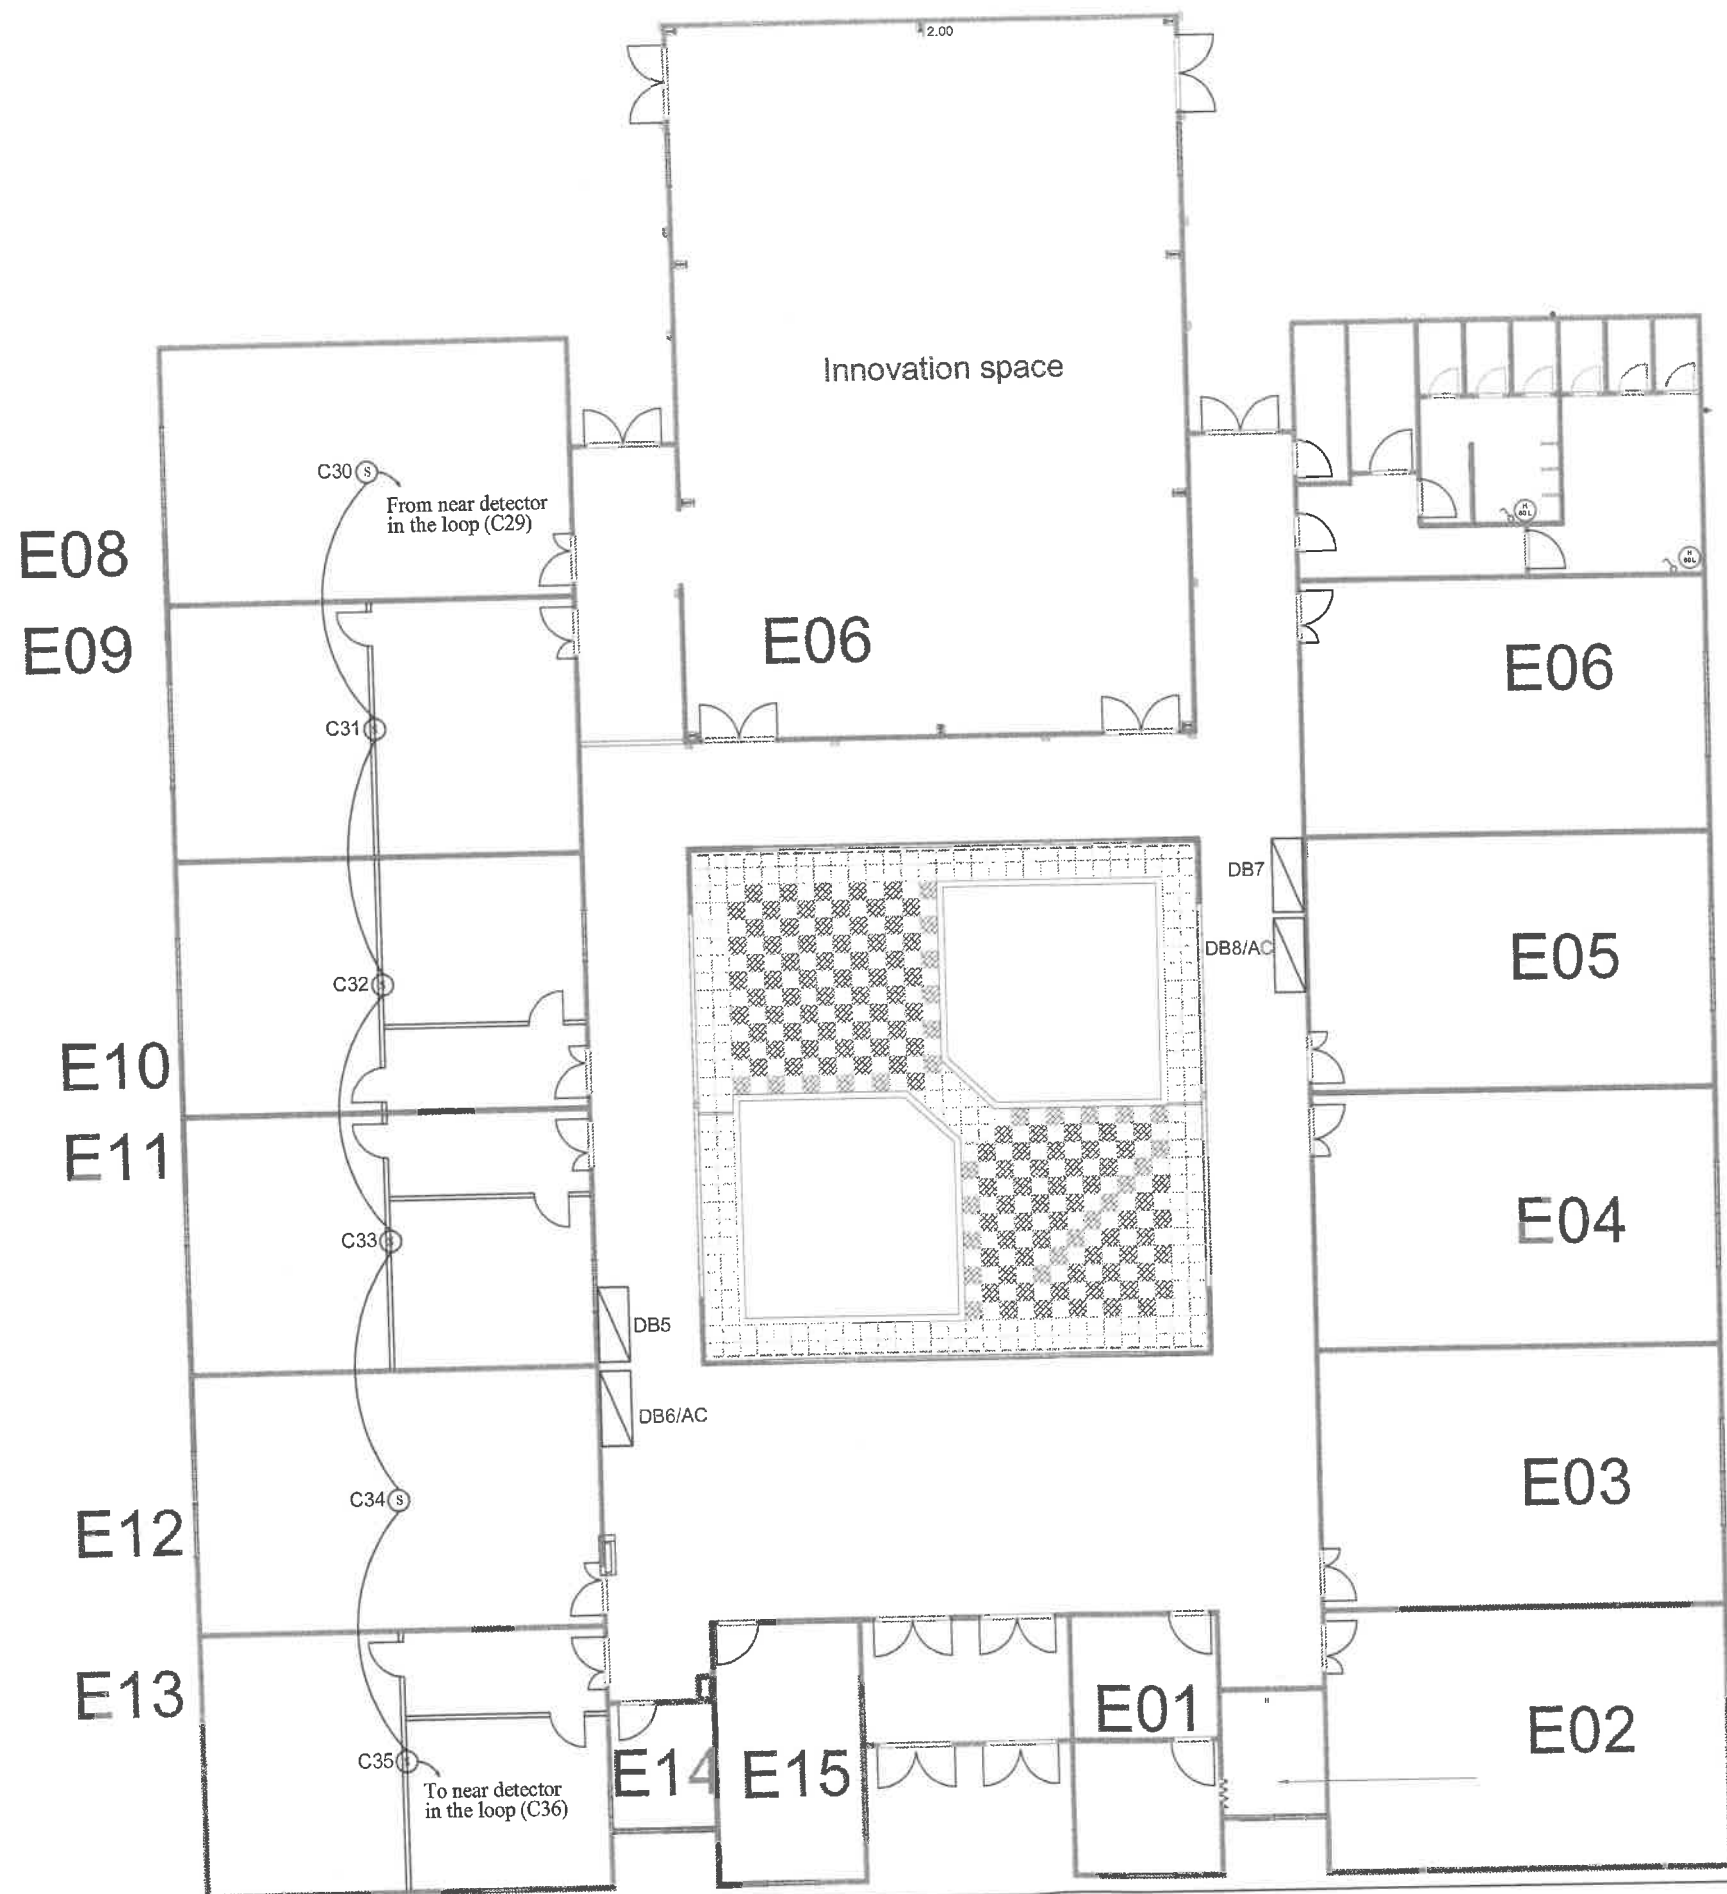 2.00
Innovation space
C30 S
From near detector
in the loop (C29)
H
80 L
H
80 L
E08
E09
E06
E06
C31 S
DB7
DB8/AC
E05
C32 S
E10
E11
E04
C33 S
DB5
DB6/AC
E03
C34 S
E12
E13
E01
E02
E14
E15
C35 S
To near detector
in the loop (C36)